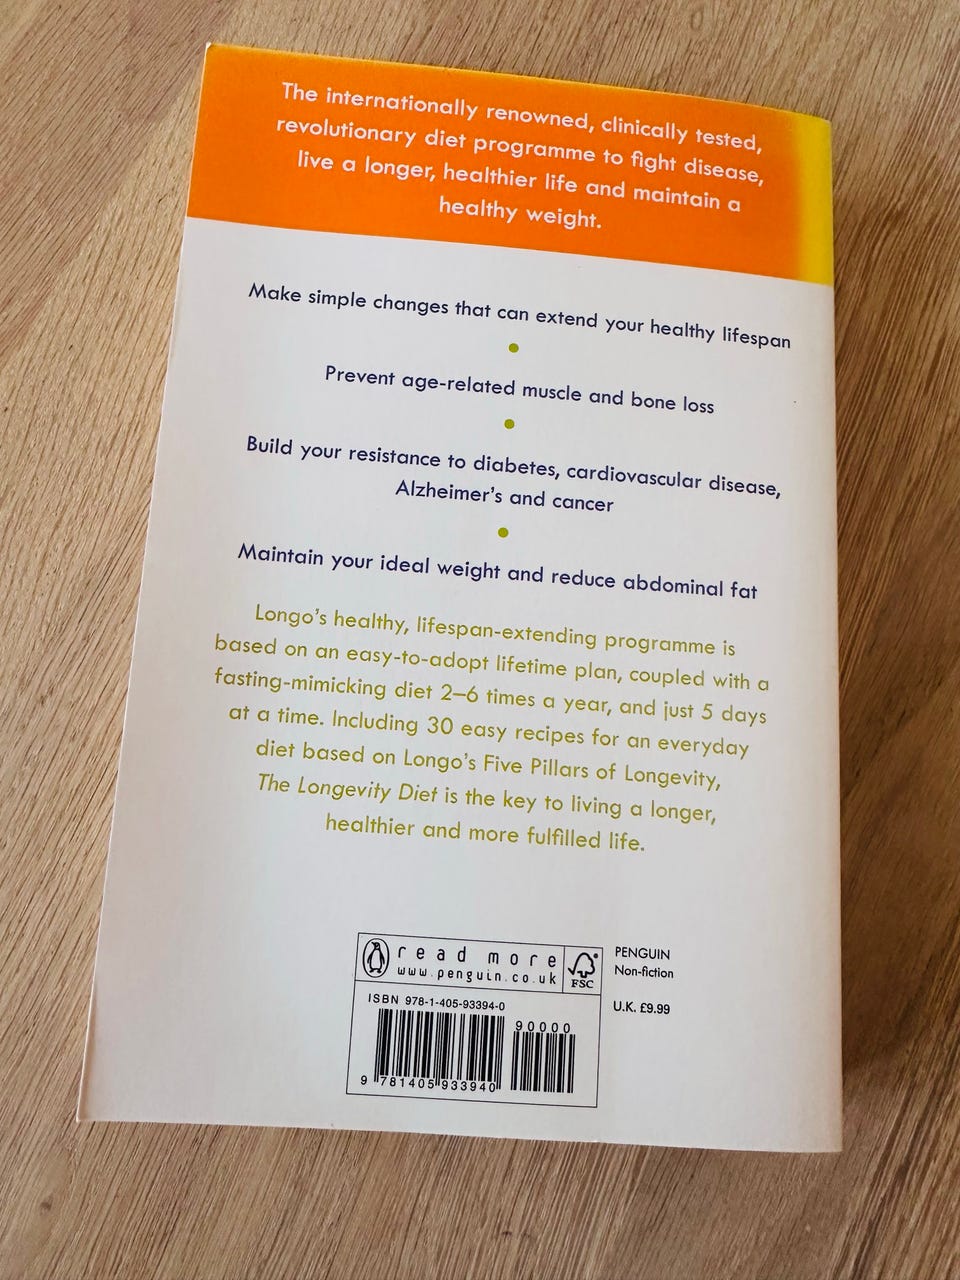 The internationally renowned, clinically tested,
revolutionary diet programme to fight disease,
live a longer, healthier life and maintain a
healthy weight.
Make simple changes that can extend your healthy lifespan
Prevent age-related muscle and bone loss
Build your resistance to diabetes, cardiovascular disease,
Alzheimer's and cancer
Maintain your ideal weight and reduce abdominal fat
Longo's healthy, lifespan-extending programme is
based on an easy-to-adopt lifetime plan, coupled with a
fasting-mimicking diet 2–6 times a year, and just 5 days
at a time. Including 30 easy recipes for an everyday
diet based on Longo's Five Pillars of Longevity,
The Longevity Diet is the key to living a longer,
healthier and more fulfilled life.
read more
www.penguin.co.uk
FSC
PENGUIN
Non-fiction
U.K. £9.99
ISBN 978-1-405-93394-0
90000
9 781405 933940